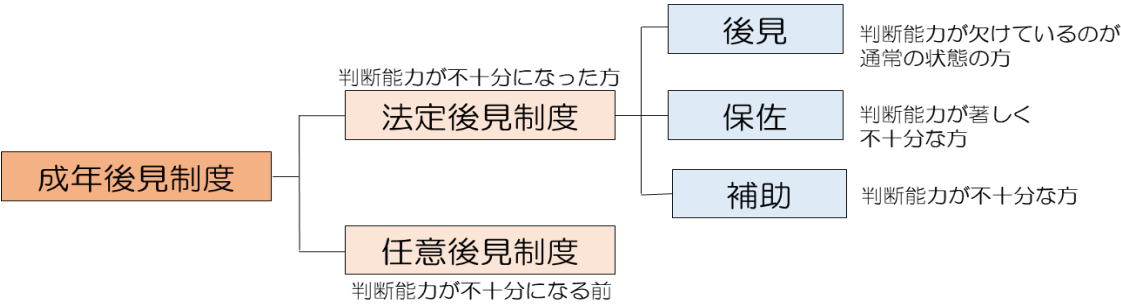 成年後見制度
判断能力が不十分になった方
法定後見制度
後見
判断能力が欠けているのが
通常の状態の方
保佐
判断能力が著しく
不十分な方
補助
判断能力が不十分な方
任意後見制度
判断能力が不十分になる前